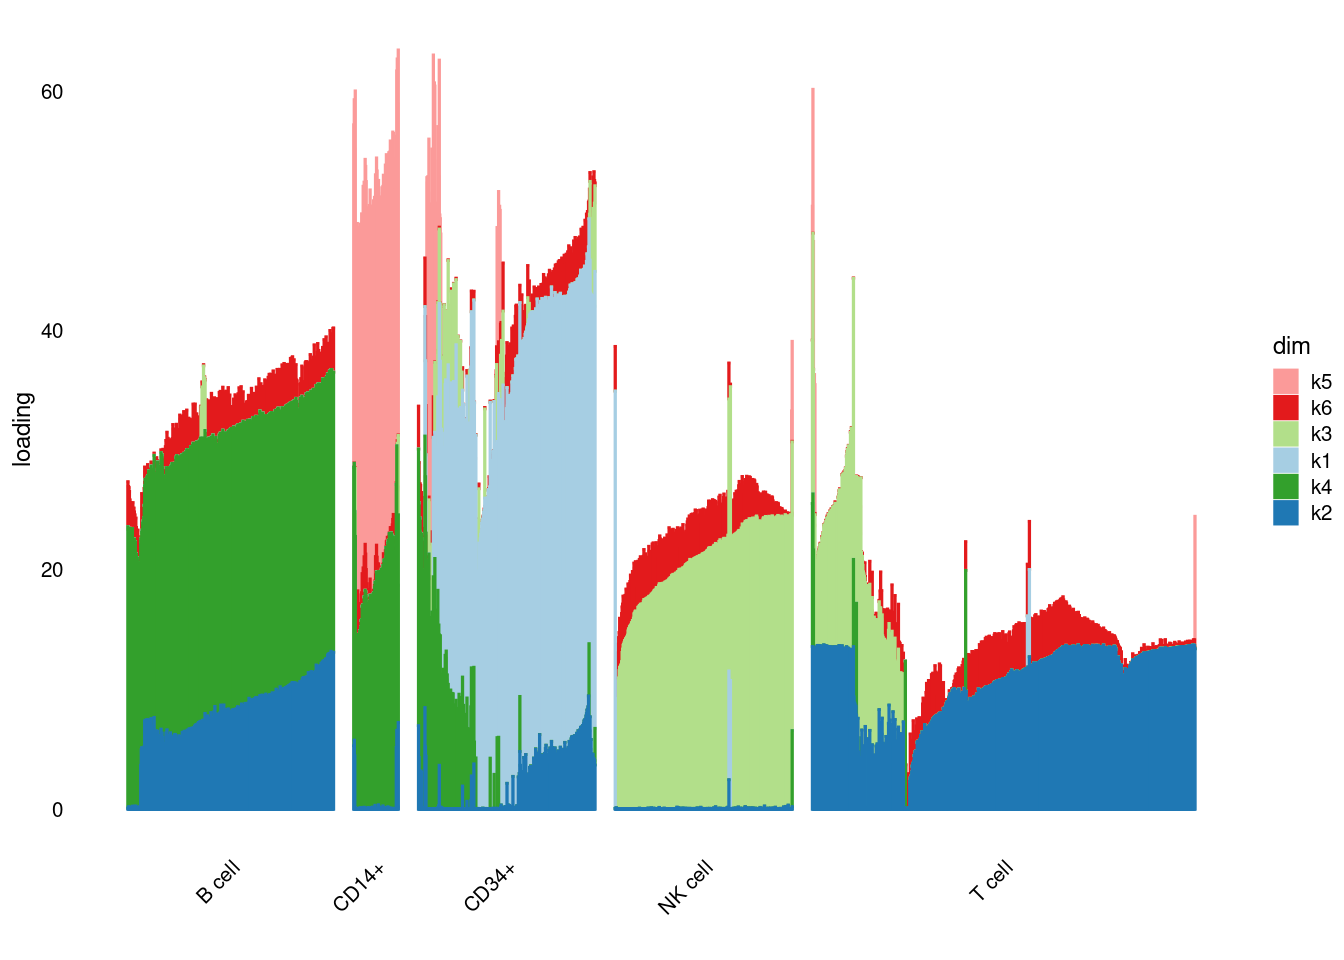 loading
60
40
20
0
B cell
CD14+
CD34+
NK cell
T cell
dim
k5
k6
k3
k1
k4
k2